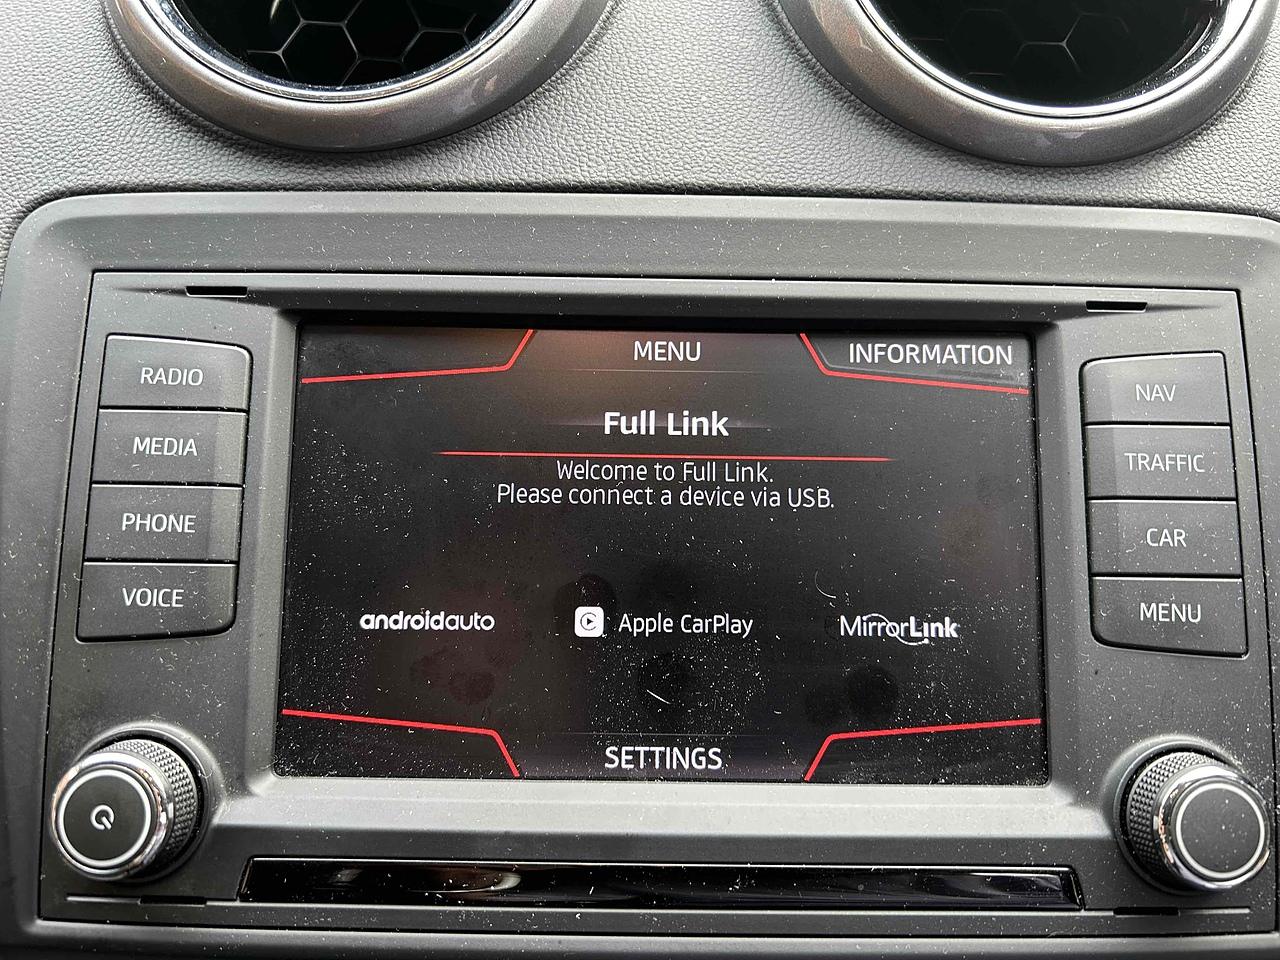 MENU
INFORMATION
RADIO
MEDIA
PHONE
VOICE
Full Link
Welcome to Full Link.
Please connect a device via USB.
androidauto
Apple CarPlay
MirrorLink
SETTINGS
NAV
TRAFFIC
CAR
MENU